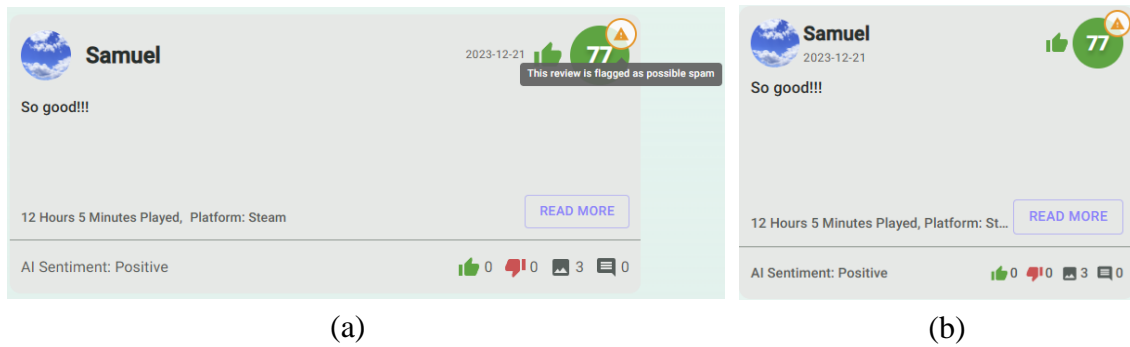 Samuel
2023-12-21
77
This review is flagged as possible spam
So good!!!
12 Hours 5 Minutes Played, Platform: Steam
READ MORE
AI Sentiment: Positive
0 0 3 0
(a)
Samuel
2023-12-21
77
So good!!!
12 Hours 5 Minutes Played, Platform: St...
READ MORE
AI Sentiment: Positive
0 0 3 0
(b)